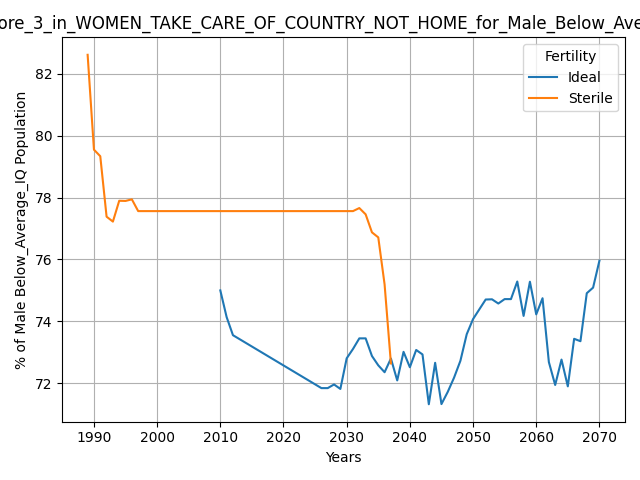 ore_3_in_WOMEN_TAKE_CARE_OF_COUNTRY_NOT_HOME_for_Male_Below_Ave
Fertility
Ideal
Sterile
% of Male Below_Average_IQ Population
82
80
78
76
74
72
1990 2000 2010 2020 2030 2040 2050 2060 2070
Years